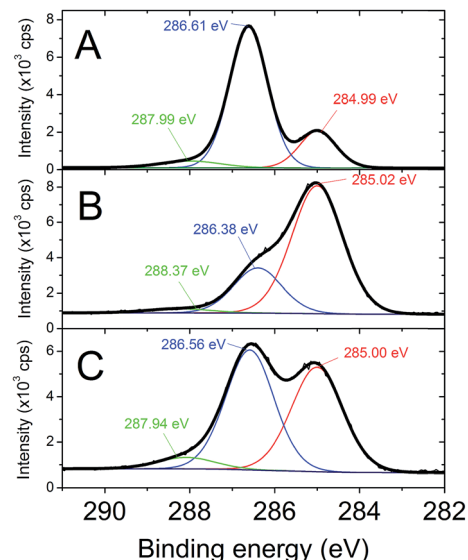 A
286.61 eV
284.99 eV
287.99 eV
Intensity (x10³ cps)
8
6
4
2
0
B
285.02 eV
286.38 eV
288.37 eV
Intensity (x10³ cps)
8
6
4
2
0
C
286.56 eV
285.00 eV
287.94 eV
Intensity (x10³ cps)
6
4
2
0
290 288 286 284 282
Binding energy (eV)